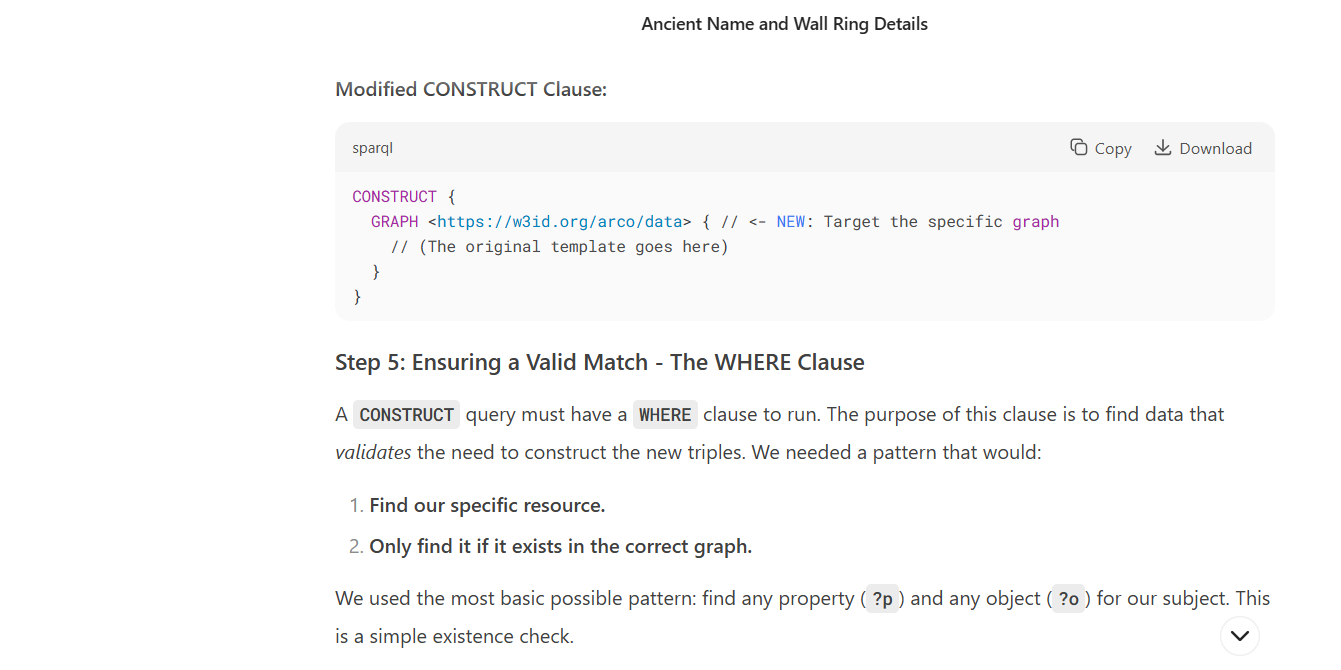 Ancient Name and Wall Ring Details
Modified CONSTRUCT Clause:
sparql
Copy
Download
CONSTRUCT {
  GRAPH <https://w3id.org/arco/data> { // <- NEW: Target the specific graph
    // (The original template goes here)
  }
}
Step 5: Ensuring a Valid Match - The WHERE Clause
A CONSTRUCT query must have a WHERE clause to run. The purpose of this clause is to find data that
validates the need to construct the new triples. We needed a pattern that would:
1. Find our specific resource.
2. Only find it if it exists in the correct graph.
We used the most basic possible pattern: find any property (?p) and any object (?o) for our subject. This
is a simple existence check.